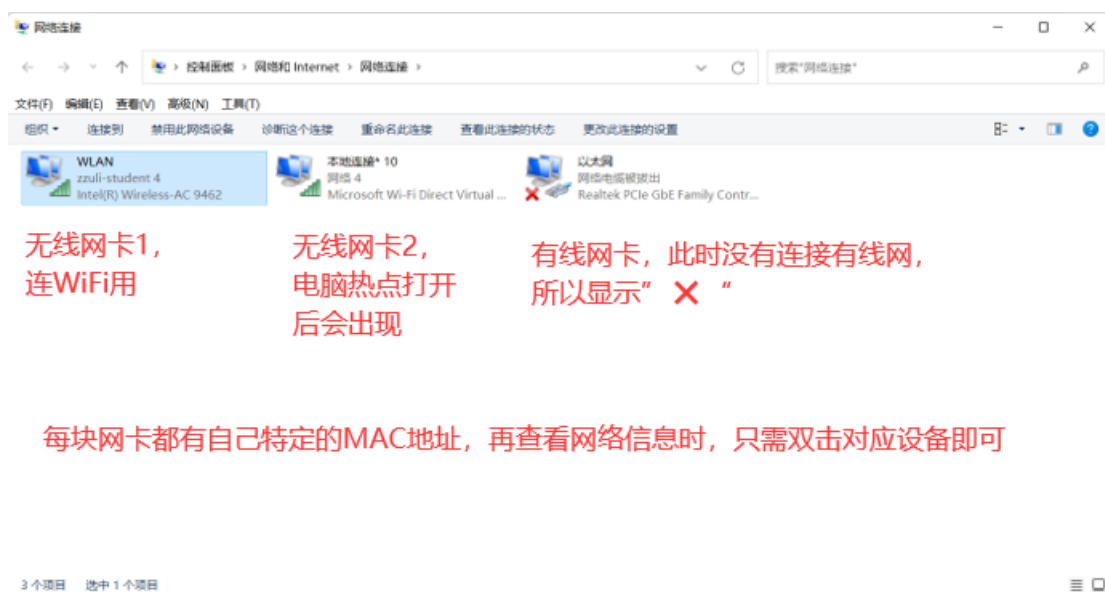 网络连接
控制面板 > 网络和 Internet > 网络连接 >
搜索"网络连接"
文件(F) 编辑(E) 查看(V) 高级(N) 工具(T)
组织 连接到 禁用此网络设备 诊断这个连接 重命名此连接 查看此连接的状态 更改此连接的设置
WLAN
zzuli-student 4
Intel(R) Wireless-AC 9462
本地连接* 10
网络 4
Microsoft Wi-Fi Direct Virtual ...
以太网
网络电缆被拔出
Realtek PCIe GbE Family Contr...
无线网卡1，
连WiFi用
无线网卡2，
电脑热点打开
后会出现
有线网卡，此时没有连接有线网，
所以显示” ❌ “
每块网卡都有自己特定的MAC地址，再查看网络信息时，只需双击对应设备即可
3 个项目 选中 1 个项目